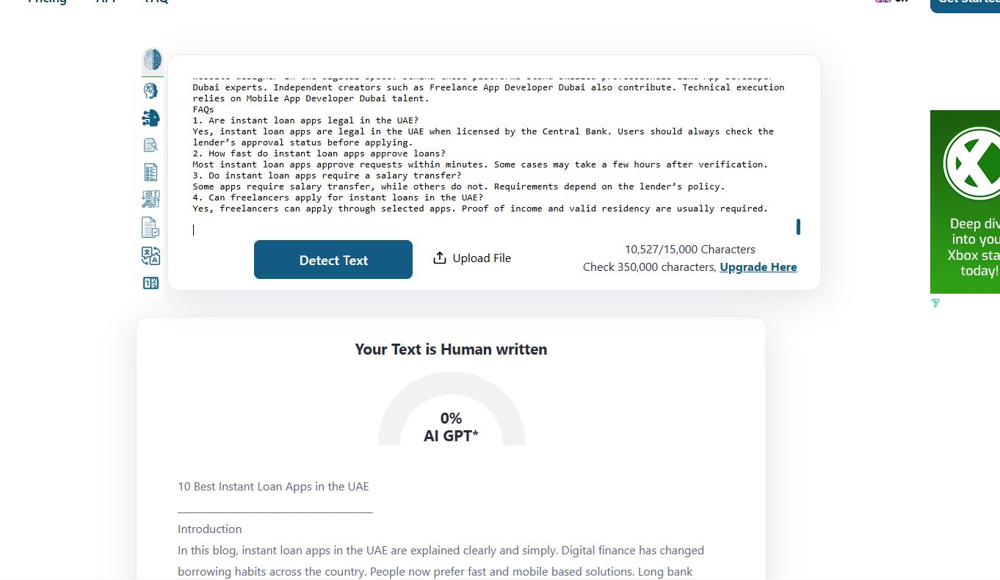 Pricing
FAQ
Dubai experts. Independent creators such as Freelance App Developer Dubai also contribute. Technical execution
relies on Mobile App Developer Dubai talent.
FAQs
1. Are instant loan apps legal in the UAE?
Yes, instant loan apps are legal in the UAE when licensed by the Central Bank. Users should always check the
lender’s approval status before applying.
2. How fast do instant loan apps approve loans?
Most instant loan apps approve requests within minutes. Some cases may take a few hours after verification.
3. Do instant loan apps require a salary transfer?
Some apps require salary transfer, while others do not. Requirements depend on the lender’s policy.
4. Can freelancers apply for instant loans in the UAE?
Yes, freelancers can apply through selected apps. Proof of income and valid residency are usually required.
Detect Text
Upload File
10,527/15,000 Characters
Check 350,000 characters, Upgrade Here
Deep div
into you
Xbox sta
today!
Your Text is Human written
0%
AI GPT*
10 Best Instant Loan Apps in the UAE
Introduction
In this blog, instant loan apps in the UAE are explained clearly and simply. Digital finance has changed
borrowing habits across the country. People now prefer fast and mobile based solutions. Long bank